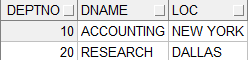 DEPTNO DNAME LOC
10 ACCOUNTING NEW YORK
20 RESEARCH DALLAS